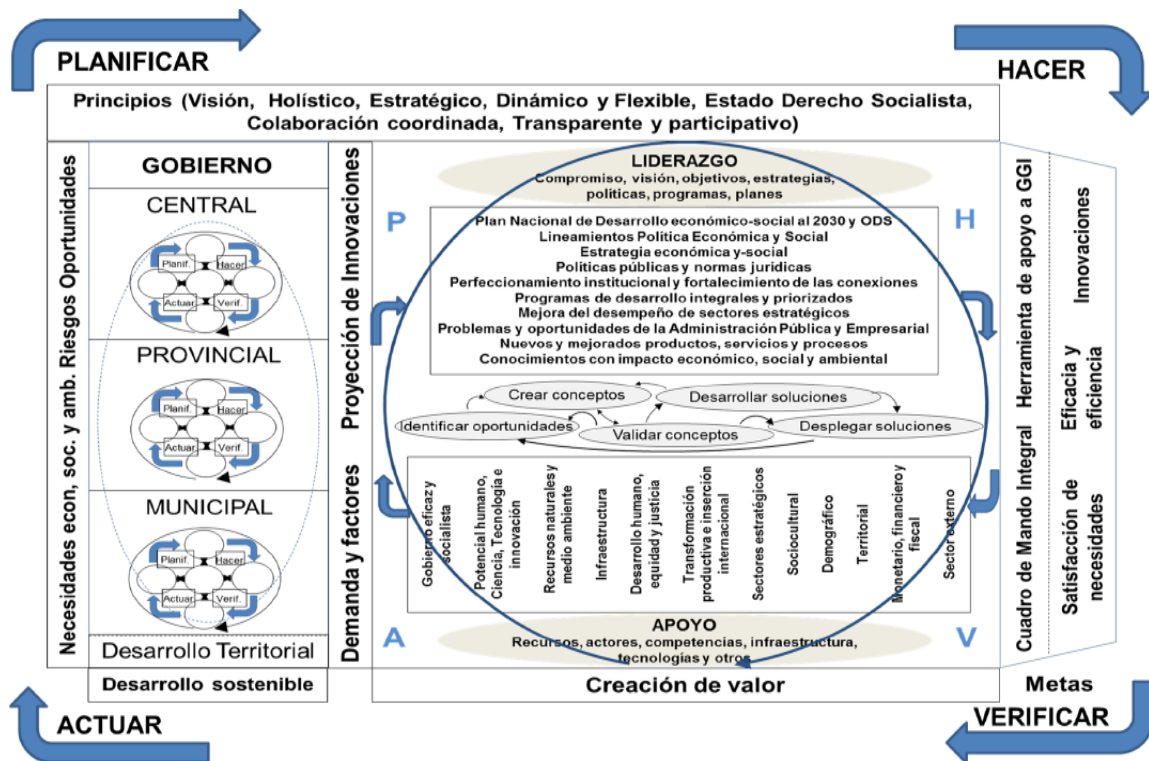 PLANIFICAR
HACER
Principios (Visión, Holístico, Estratégico, Dinámico y Flexible, Estado Derecho Socialista,
Colaboración coordinada, Transparente y participativo)
Necesidades econ, soc. y amb. Riesgos Oportunidades
GOBIERNO
CENTRAL
Planif.
Hacer
Actuar
Verif.
PROVINCIAL
Planif.
Hacer
Actuar
Verif.
MUNICIPAL
Planif.
Hacer
Actuar
Verif.
Desarrollo Territorial
Desarrollo sostenible
Proyección de Innovaciones
Demanda y factores
LIDERAZGO
Compromiso, visión, objetivos, estrategias,
políticas, programas, planes
P
H
Plan Nacional de Desarrollo económico-social al 2030 y ODS
Lineamientos Política Económica y Social
Estrategia económica y-social
Políticas públicas y normas jurídicas
Perfeccionamiento institucional y fortalecimiento de las conexiones
Programas de desarrollo integrales y priorizados
Mejora del desempeño de sectores estratégicos
Problemas y oportunidades de la Administración Pública y Empresarial
Nuevos y mejorados productos, servicios y procesos
Conocimientos con impacto económico, social y ambiental
Crear conceptos
Desarrollar soluciones
Identificar oportunidades
Validar conceptos
Desplegar soluciones
Gobierno eficaz y
socialista
Potencial humano,
Ciencia, Tecnología e
innovación
Recursos naturales y
medio ambiente
Infraestructura
Desarrollo humano,
equidad y justicia
Transformación
productiva e inserción
internacional
Sectores estratégicos
Sociocultural
Demográfico
Territorial
Monetario, financiero y
fiscal
Sector externo
A
V
APOYO
Recursos, actores, competencias, infraestructura,
tecnologías y otros
Creación de valor
Cuadro de Mando Integral Herramienta de apoyo a GGI
Innovaciones
Eficacia y
eficiencia
Satisfacción de
necesidades
Metas
ACTUAR
VERIFICAR